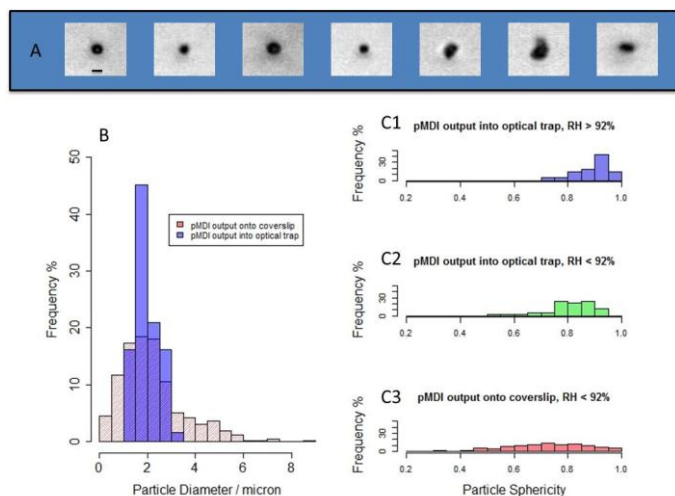 A
B
Frequency %
50
40
30
20
10
0
pMDI output onto coverslip
pMDI output into optical trap
0 2 4 6 8
Particle Diameter / micron
C1
pMDI output into optical trap, RH > 92%
Frequency %
0 30
0.2 0.4 0.6 0.8 1.0
C2
pMDI output into optical trap, RH < 92%
Frequency %
0 30
0.2 0.4 0.6 0.8 1.0
C3
pMDI output onto coverslip, RH < 92%
Frequency %
0 30
0.2 0.4 0.6 0.8 1.0
Particle Sphericity